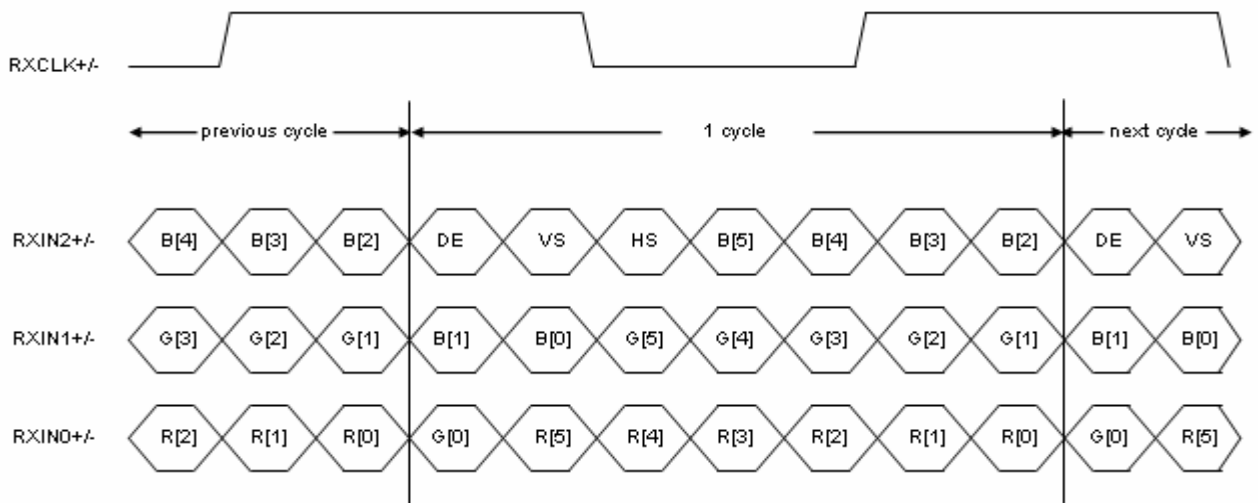 RXCLK+/-
previous cycle 1 cycle next cycle
RXIN2+/- B[4] B[3] B[2] DE VS HS B[5] B[4] B[3] B[2] DE VS
RXIN1+/- G[3] G[2] G[1] B[1] B[0] G[5] G[4] G[3] G[2] G[1] B[1] B[0]
RXIN0+/- R[2] R[1] R[0] G[0] R[5] R[4] R[3] R[2] R[1] R[0] G[0] R[5]